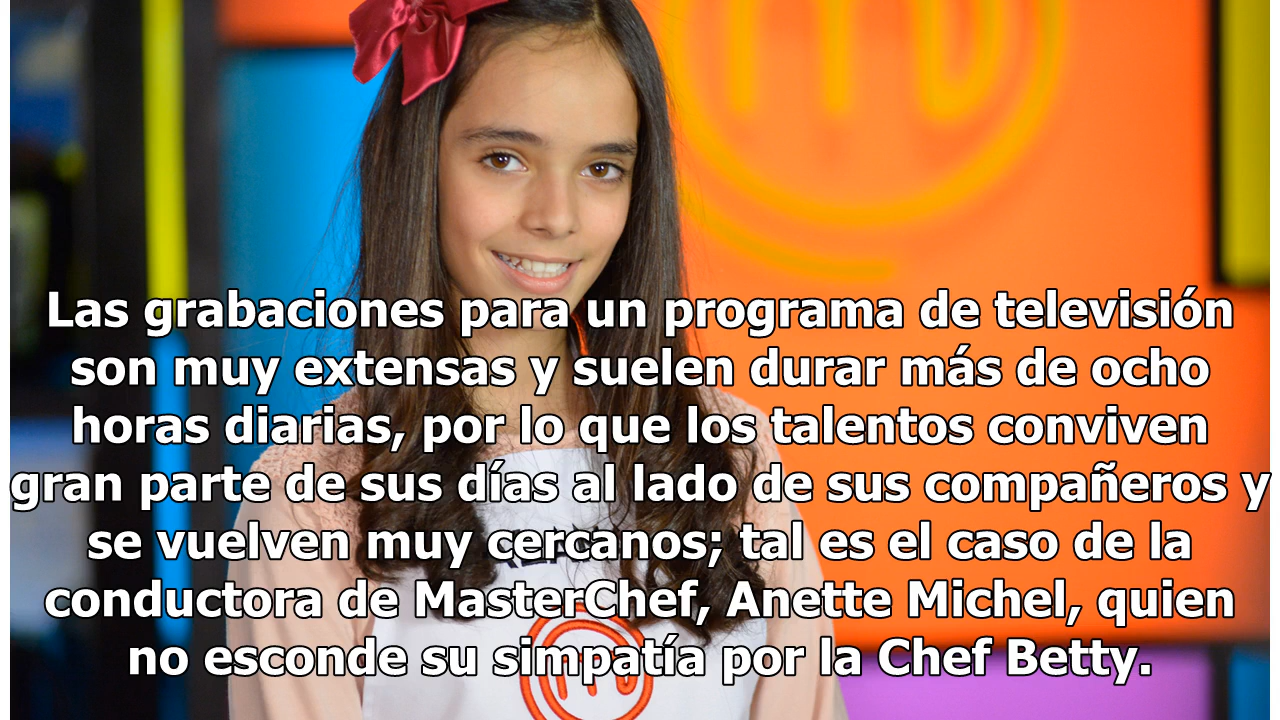 Las grabaciones para un programa de televisión
son muy extensas y suelen durar más de ocho
horas diarias, por lo que los talentos conviven
gran parte de sus días al lado de sus compañeros y
se vuelven muy cercanos; tal es el caso de la
conductora de MasterChef, Anette Michel, quien
no esconde su simpatía por la Chef Betty.